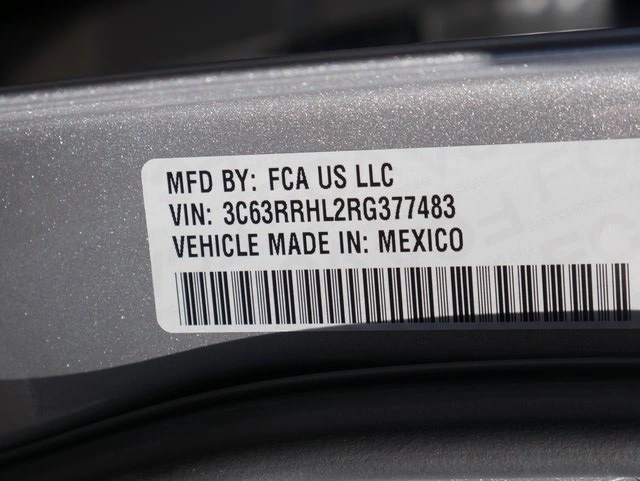 MFD BY: FCA US LLC
VIN: 3C63RRHL2RG377483
VEHICLE MADE IN: MEXICO